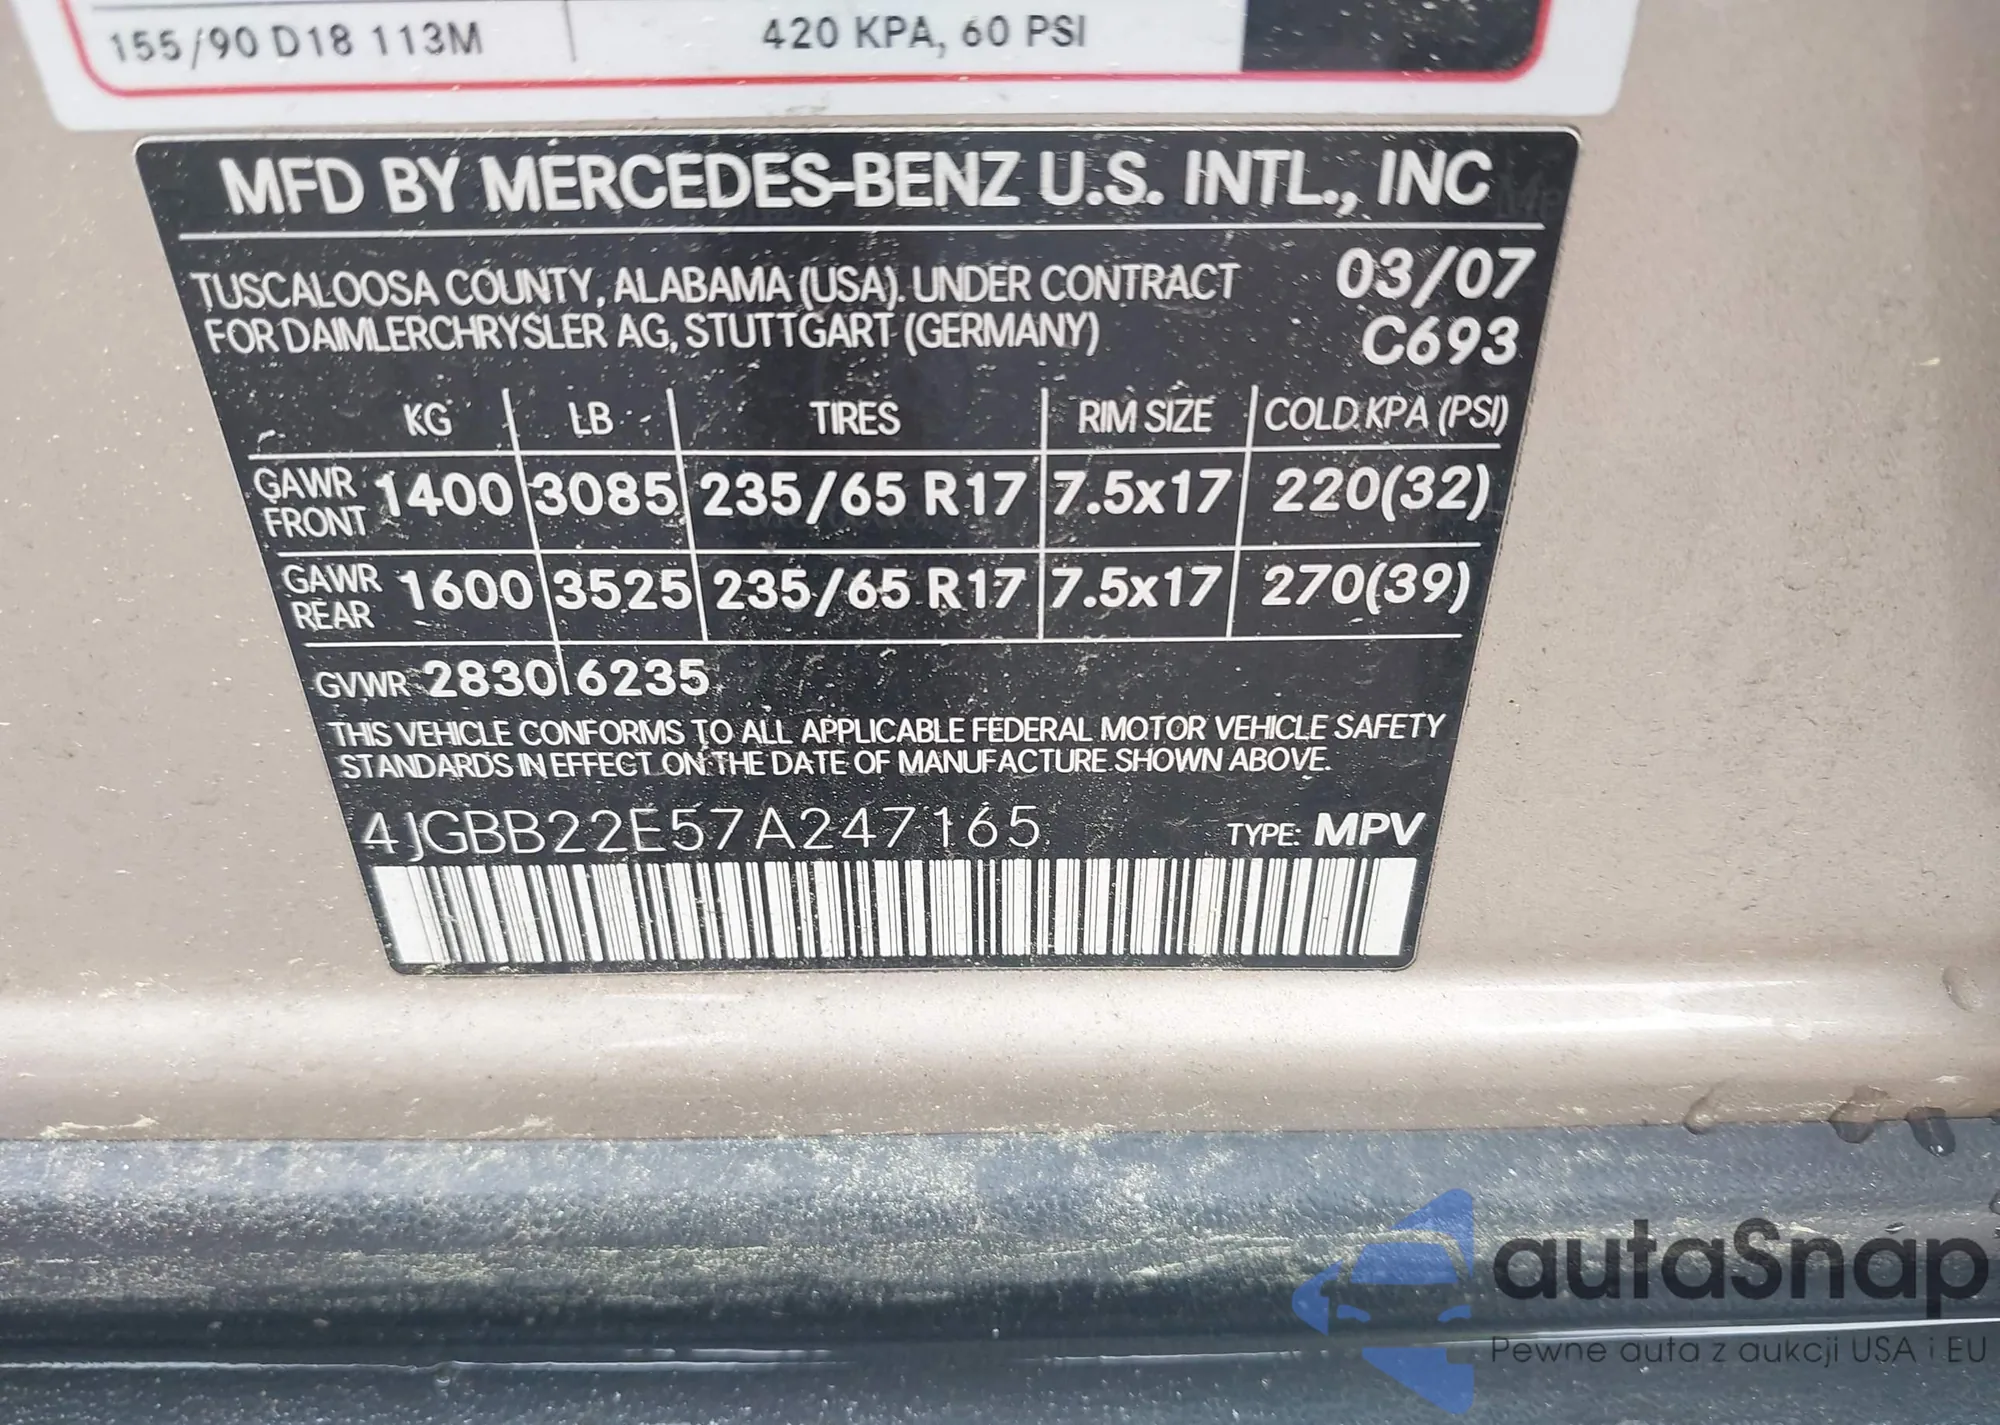 155/90 D18 113M 420 KPA, 60 PSI
MFD BY MERCEDES-BENZ U.S. INTL., INC
TUSCALOOSA COUNTY, ALABAMA (USA). UNDER CONTRACT 03/07
FOR DAIMLERCHRYSLER AG, STUTTGART (GERMANY) C693
KG LB TIRES RIM SIZE COLD KPA (PSI)
GAWR FRONT 1400 3085 235/65 R17 7.5x17 220(32)
GAWR REAR 1600 3525 235/65 R17 7.5x17 270(39)
GVWR 2830 6235
THIS VEHICLE CONFORMS TO ALL APPLICABLE FEDERAL MOTOR VEHICLE SAFETY
STANDARDS IN EFFECT ON THE DATE OF MANUFACTURE SHOWN ABOVE.
4JGBB22E57A247165 TYPE: MPV
autaSnap
Pewne auta z aukcji USA i EU